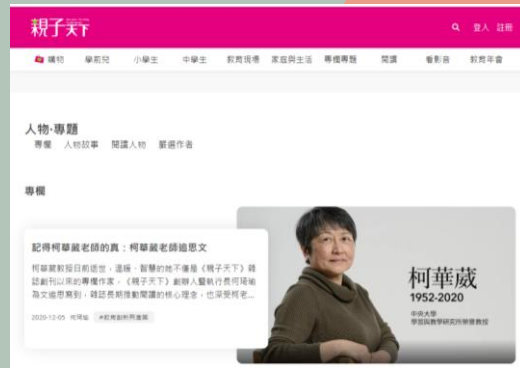 親子天下
登入 註冊
購物 學前兒 小學生 中學生 教育現場 家庭與生活 專欄專題 閱讀 看影音 教育年會
人物·專題
專欄 人物故事 閱讀人物 嚴選作者
專欄
記得柯華葳老師的真：柯華葳老師追思文
柯華葳教授日前逝世，溫暖、智慧的她不僅是《親子天下》雜
誌創刊以來的專欄作家，《親子天下》創辦人暨執行長何琦瑜
為文追思寫到，雜誌長期推動閱讀的核心理念，也深受柯老...
2020-12-05 何琦瑜 #教育創新與趨勢
柯華葳
1952-2020
中央大學
學習與教學研究所榮譽教授